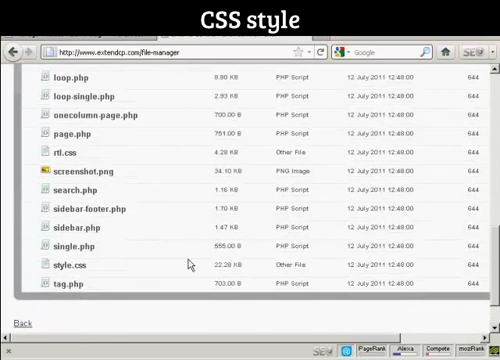 CSS style
http://www.extendcp.com/file-manager
Google
SEO
loop.php 8.80 KB PHP Script 12 July 2011 12:48:00 644
loop-single.php 2.93 KB PHP Script 12 July 2011 12:48:00 644
onecolumn-page.php 700.00 B PHP Script 12 July 2011 12:48:00 644
page.php 751.00 B PHP Script 12 July 2011 12:48:00 644
rtl.css 4.28 KB Other File 12 July 2011 12:48:00 644
screenshot.png 34.10 KB PNG Image 12 July 2011 12:48:00 644
search.php 1.16 KB PHP Script 12 July 2011 12:48:00 644
sidebar-footer.php 1.70 KB PHP Script 12 July 2011 12:48:00 644
sidebar.php 1.47 KB PHP Script 12 July 2011 12:48:00 644
single.php 555.00 B PHP Script 12 July 2011 12:48:00 644
style.css 22.28 KB Other File 12 July 2011 12:48:00 644
tag.php 703.00 B PHP Script 12 July 2011 12:48:00 644
Back
SEO PageRank Alexa Compete mozRank